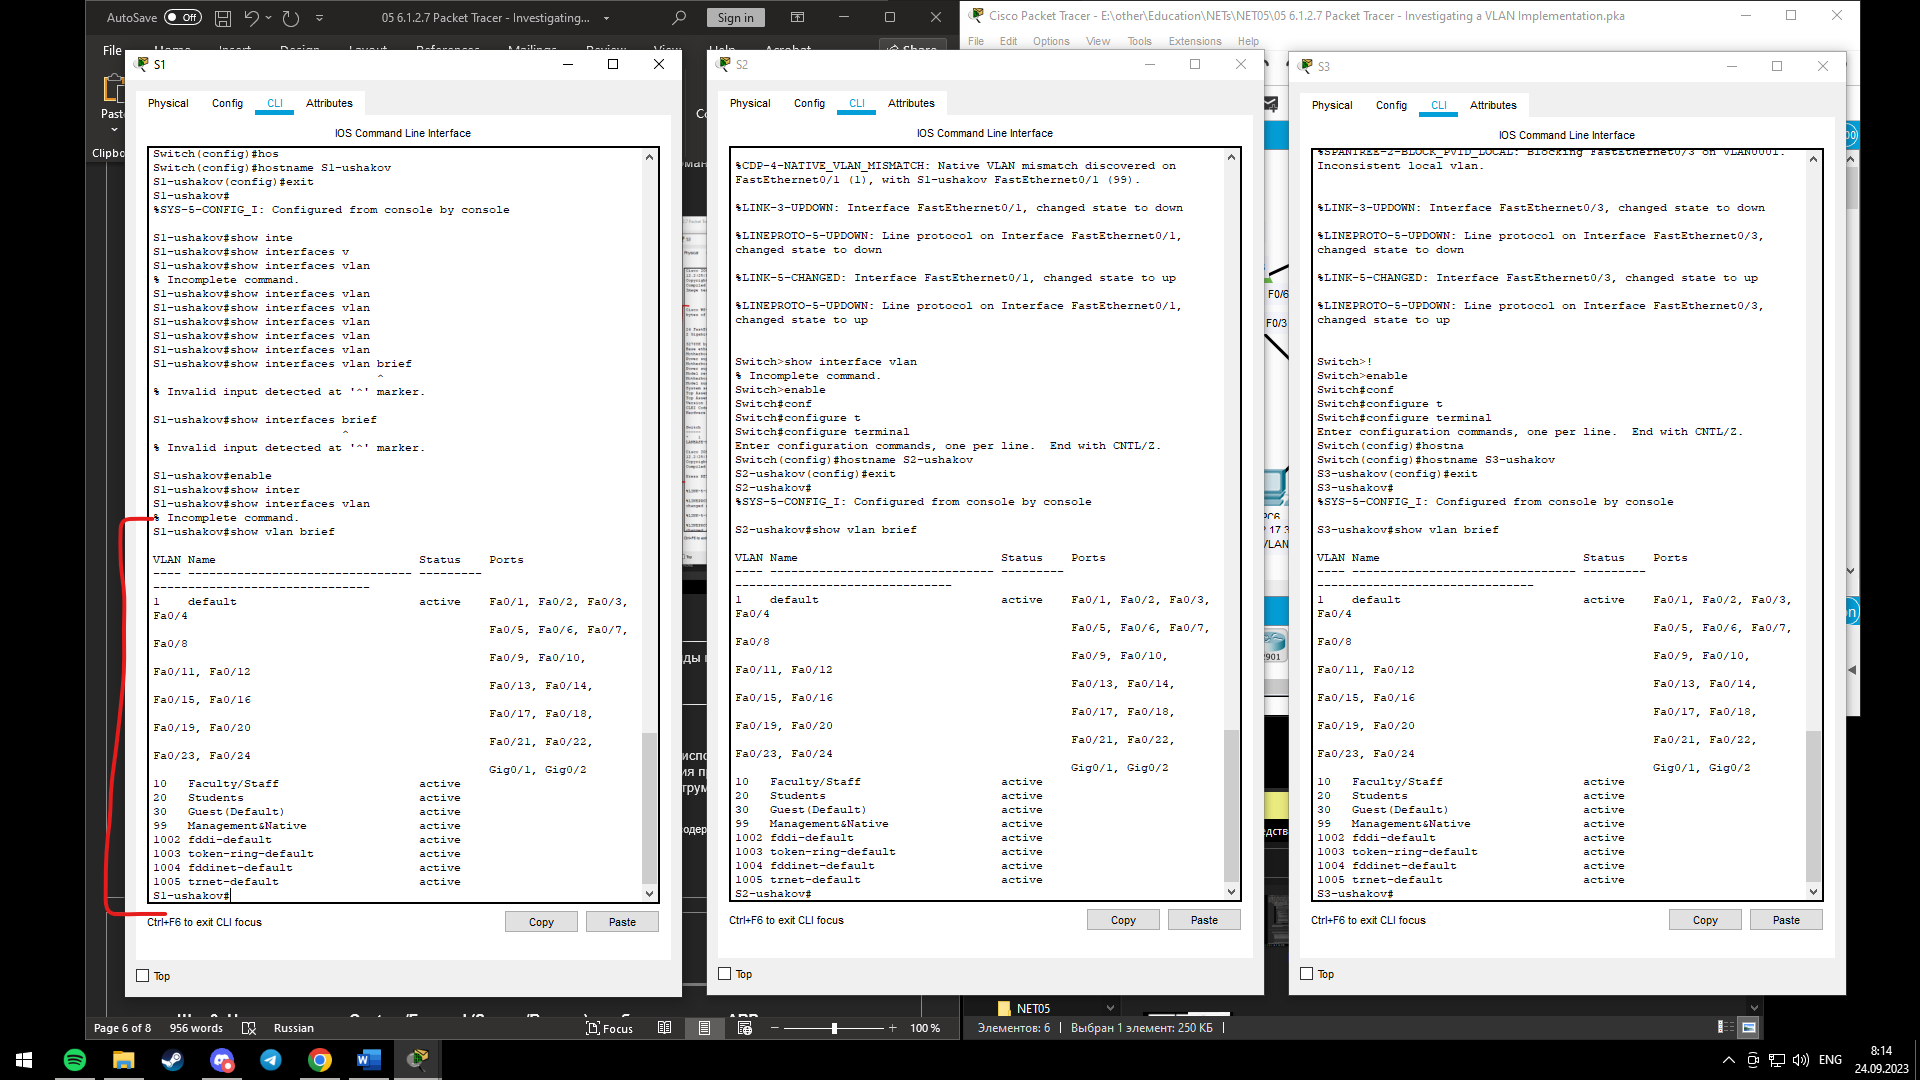 AutoSave Off
05 6.1.2.7 Packet Tracer - Investigating...
Sign in
Cisco Packet Tracer - E:\other\Education\NETs\NET05\05 6.1.2.7 Packet Tracer - Investigating a VLAN Implementation.pka
File Edit Options View Tools Extensions Help
File
Paste
S1
Physical Config CLI Attributes
IOS Command Line Interface
Switch(config)#hos
Switch(config)#hostname S1-ushakov
S1-ushakov(config)#exit
S1-ushakov#
%SYS-5-CONFIG_I: Configured from console by console
S1-ushakov#show inte
S1-ushakov#show interfaces v
S1-ushakov#show interfaces vlan
% Incomplete command.
S1-ushakov#show interfaces vlan
S1-ushakov#show interfaces vlan
S1-ushakov#show interfaces vlan
S1-ushakov#show interfaces vlan
S1-ushakov#show interfaces vlan
S1-ushakov#show interfaces vlan brief
^
% Invalid input detected at '^' marker.
S1-ushakov#show interfaces brief
^
% Invalid input detected at '^' marker.
S1-ushakov#enable
S1-ushakov#show inter
S1-ushakov#show interfaces vlan
% Incomplete command.
S1-ushakov#show vlan brief
VLAN Name Status Ports
---- -------------------------------- --------- -------------------------------
1 default active Fa0/1, Fa0/2, Fa0/3,
Fa0/4
Fa0/5, Fa0/6, Fa0/7,
Fa0/8
Fa0/9, Fa0/10,
Fa0/11, Fa0/12
Fa0/13, Fa0/14,
Fa0/15, Fa0/16
Fa0/17, Fa0/18,
Fa0/19, Fa0/20
Fa0/21, Fa0/22,
Fa0/23, Fa0/24
Gig0/1, Gig0/2
10 Faculty/Staff active
20 Students active
30 Guest(Default) active
99 Management&Native active
1002 fddi-default active
1003 token-ring-default active
1004 fddinet-default active
1005 trnet-default active
S1-ushakov#
Ctrl+F6 to exit CLI focus
Copy Paste
Top
S2
Physical Config CLI Attributes
IOS Command Line Interface
%CDP-4-NATIVE_VLAN_MISMATCH: Native VLAN mismatch discovered on
FastEthernet0/1 (1), with S1-ushakov FastEthernet0/1 (99).
%LINK-3-UPDOWN: Interface FastEthernet0/1, changed state to down
%LINEPROTO-5-UPDOWN: Line protocol on Interface FastEthernet0/1,
changed state to down
%LINK-5-CHANGED: Interface FastEthernet0/1, changed state to up
%LINEPROTO-5-UPDOWN: Line protocol on Interface FastEthernet0/1,
changed state to up
Switch>show interface vlan
% Incomplete command.
Switch>enable
Switch#conf
Switch#configure t
Switch#configure terminal
Enter configuration commands, one per line. End with CNTL/Z.
Switch(config)#hostname S2-ushakov
S2-ushakov(config)#exit
S2-ushakov#
%SYS-5-CONFIG_I: Configured from console by console
S2-ushakov#show vlan brief
VLAN Name Status Ports
---- -------------------------------- --------- -------------------------------
1 default active Fa0/1, Fa0/2, Fa0/3,
Fa0/4
Fa0/5, Fa0/6, Fa0/7,
Fa0/8
Fa0/9, Fa0/10,
Fa0/11, Fa0/12
Fa0/13, Fa0/14,
Fa0/15, Fa0/16
Fa0/17, Fa0/18,
Fa0/19, Fa0/20
Fa0/21, Fa0/22,
Fa0/23, Fa0/24
Gig0/1, Gig0/2
10 Faculty/Staff active
20 Students active
30 Guest(Default) active
99 Management&Native active
1002 fddi-default active
1003 token-ring-default active
1004 fddinet-default active
1005 trnet-default active
S2-ushakov#
Ctrl+F6 to exit CLI focus
Copy Paste
Top
S3
Physical Config CLI Attributes
IOS Command Line Interface
%SPANTREE-2-BLOCK_PVID_LOCAL: Blocking FastEthernet0/3 on VLAN0001.
Inconsistent local vlan.
%LINK-3-UPDOWN: Interface FastEthernet0/3, changed state to down
%LINEPROTO-5-UPDOWN: Line protocol on Interface FastEthernet0/3,
changed state to down
%LINK-5-CHANGED: Interface FastEthernet0/3, changed state to up
%LINEPROTO-5-UPDOWN: Line protocol on Interface FastEthernet0/3,
changed state to up
Switch>!
Switch>enable
Switch#conf
Switch#configure t
Switch#configure terminal
Enter configuration commands, one per line. End with CNTL/Z.
Switch(config)#hostna
Switch(config)#hostname S3-ushakov
S3-ushakov(config)#exit
S3-ushakov#
%SYS-5-CONFIG_I: Configured from console by console
S3-ushakov#show vlan brief
VLAN Name Status Ports
---- -------------------------------- --------- -------------------------------
1 default active Fa0/1, Fa0/2, Fa0/3,
Fa0/4
Fa0/5, Fa0/6, Fa0/7,
Fa0/8
Fa0/9, Fa0/10,
Fa0/11, Fa0/12
Fa0/13, Fa0/14,
Fa0/15, Fa0/16
Fa0/17, Fa0/18,
Fa0/19, Fa0/20
Fa0/21, Fa0/22,
Fa0/23, Fa0/24
Gig0/1, Gig0/2
10 Faculty/Staff active
20 Students active
30 Guest(Default) active
99 Management&Native active
1002 fddi-default active
1003 token-ring-default active
1004 fddinet-default active
1005 trnet-default active
S3-ushakov#
Ctrl+F6 to exit CLI focus
Copy Paste
Top
F0/6
F0/3
NET05
Page 6 of 8 956 words Russian Focus 100 %
Элементов: 6 Выбран 1 элемент: 250 КБ
ENG
8:14
24.09.2023